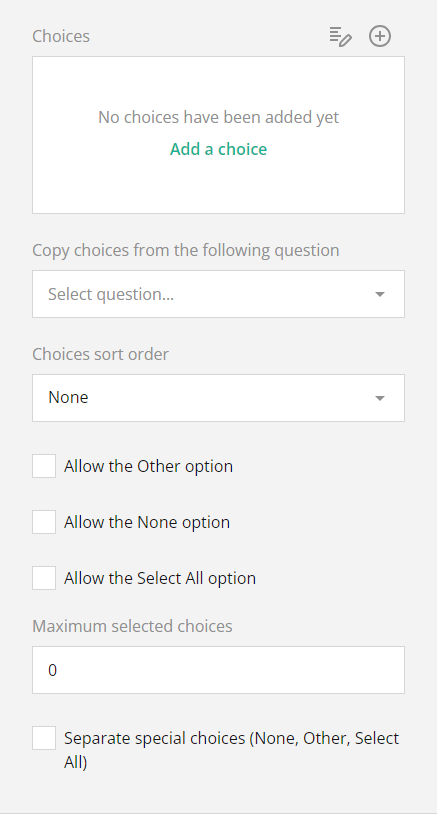 Choices
No choices have been added yet
Add a choice
Copy choices from the following question
Select question...
Choices sort order
None
Allow the Other option
Allow the None option
Allow the Select All option
Maximum selected choices
0
Separate special choices (None, Other, Select
All)